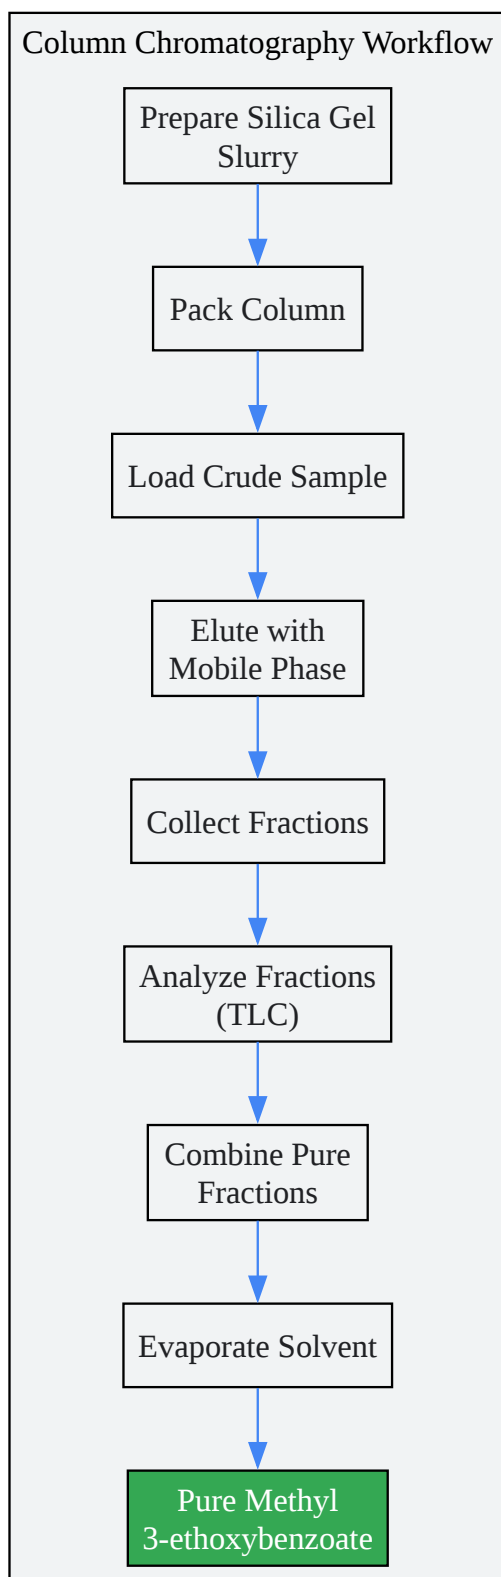 Column Chromatography Workflow
Prepare Silica Gel
Slurry
Pack Column
Load Crude Sample
Elute with
Mobile Phase
Collect Fractions
Analyze Fractions
(TLC)
Combine Pure
Fractions
Evaporate Solvent
Pure Methyl
3-ethoxybenzoate